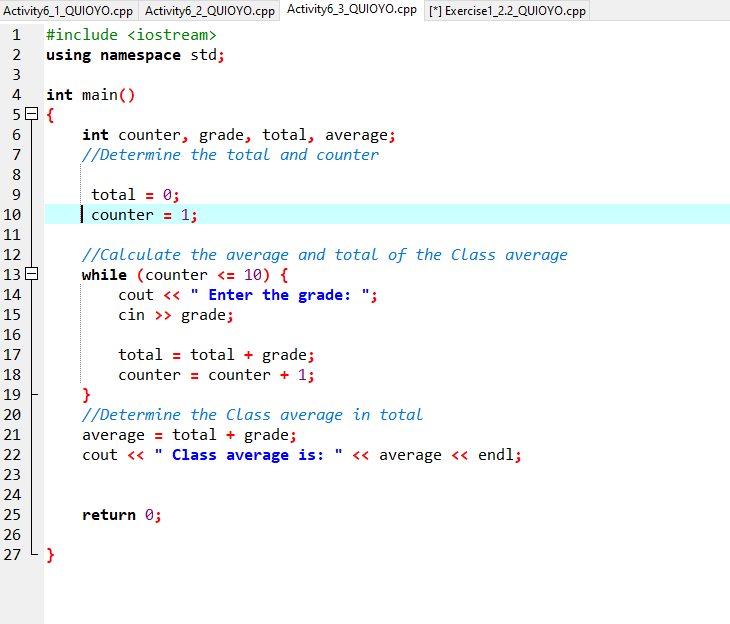 Activity6_1_QUIOYO.cpp Activity6_2_QUIOYO.cpp Activity6_3_QUIOYO.cpp [*] Exercise1_2.2_QUIOYO.cpp
1 #include <iostream>
2 using namespace std;
3
4 int main()
5 {
6 int counter, grade, total, average;
7 //Determine the total and counter
8
9 total = 0;
10 counter = 1;
11
12 //Calculate the average and total of the Class average
13 while (counter <= 10) {
14 cout << " Enter the grade: ";
15 cin >> grade;
16
17 total = total + grade;
18 counter = counter + 1;
19 }
20 //Determine the Class average in total
21 average = total + grade;
22 cout << " Class average is: " << average << endl;
23
24
25 return 0;
26
27 }